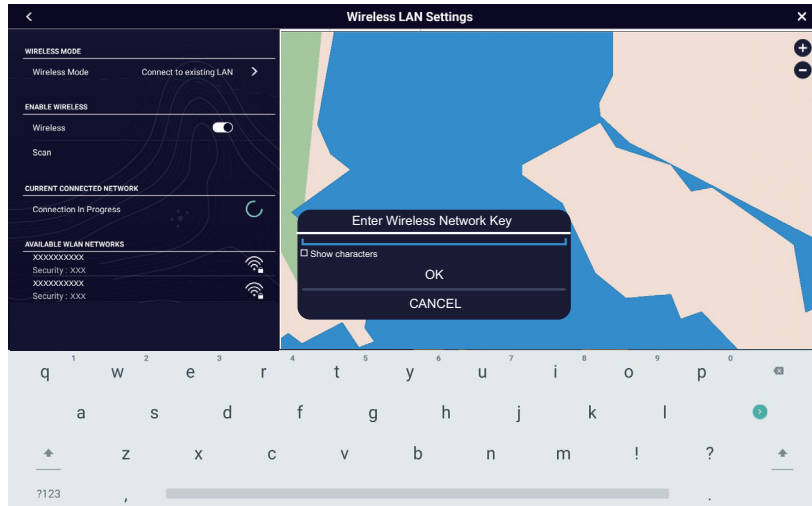 Wireless LAN Settings
WIRELESS MODE
Wireless Mode Connect to existing LAN
ENABLE WIRELESS
Wireless
Scan
CURRENT CONNECTED NETWORK
Connection In Progress
AVAILABLE WLAN NETWORKS
XXXXXXXXXX
Security : XXX
XXXXXXXXXX
Security : XXX
Enter Wireless Network Key
Show characters
OK
CANCEL
1 2 3 4 5 6 7 8 9 0
q w e r t y u i o p
a s d f g h j k l
z x c v b n m ! ?
?123 , .